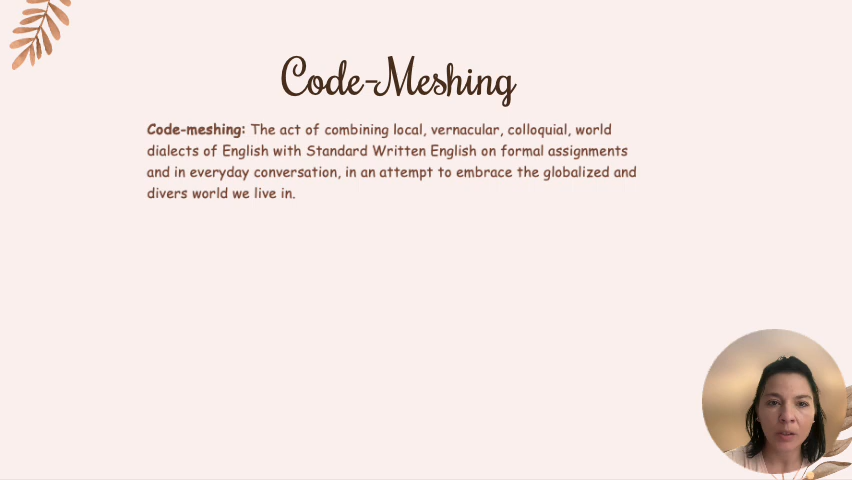 Code-Meshing
Code-meshing: The act of combining local, vernacular, colloquial, world
dialects of English with Standard Written English on formal assignments
and in everyday conversation, in an attempt to embrace the globalized and
divers world we live in.